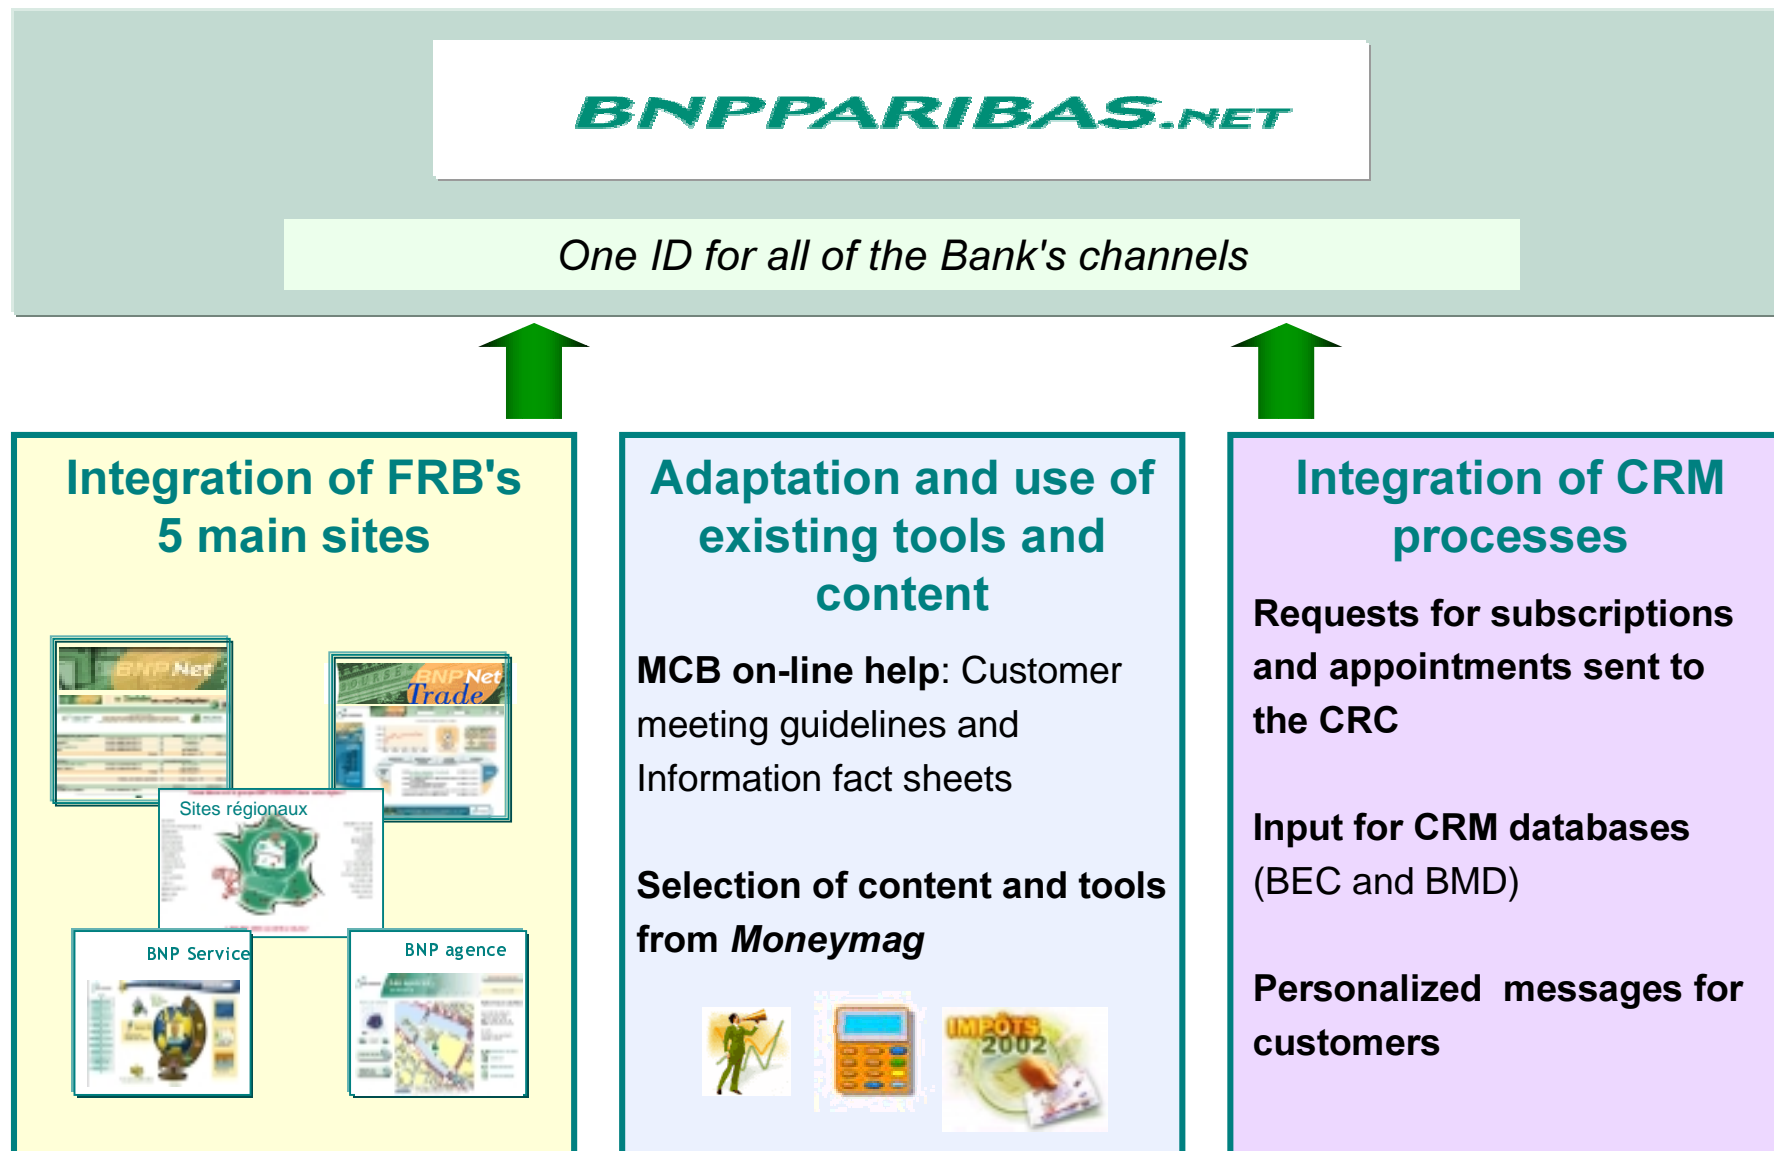 BNPPARIBAS.NET
One ID for all of the Bank's channels
Integration of FRB's
5 main sites
BNP Net
BOURSE BNP Net
Trade
Sites régionaux
BNP Service
BNP agence
Adaptation and use of
existing tools and
content
MCB on-line help: Customer
meeting guidelines and
Information fact sheets
Selection of content and tools
from Moneymag
IMPÔTS
2002
Integration of CRM
processes
Requests for subscriptions
and appointments sent to
the CRC
Input for CRM databases
(BEC and BMD)
Personalized  messages for
customers